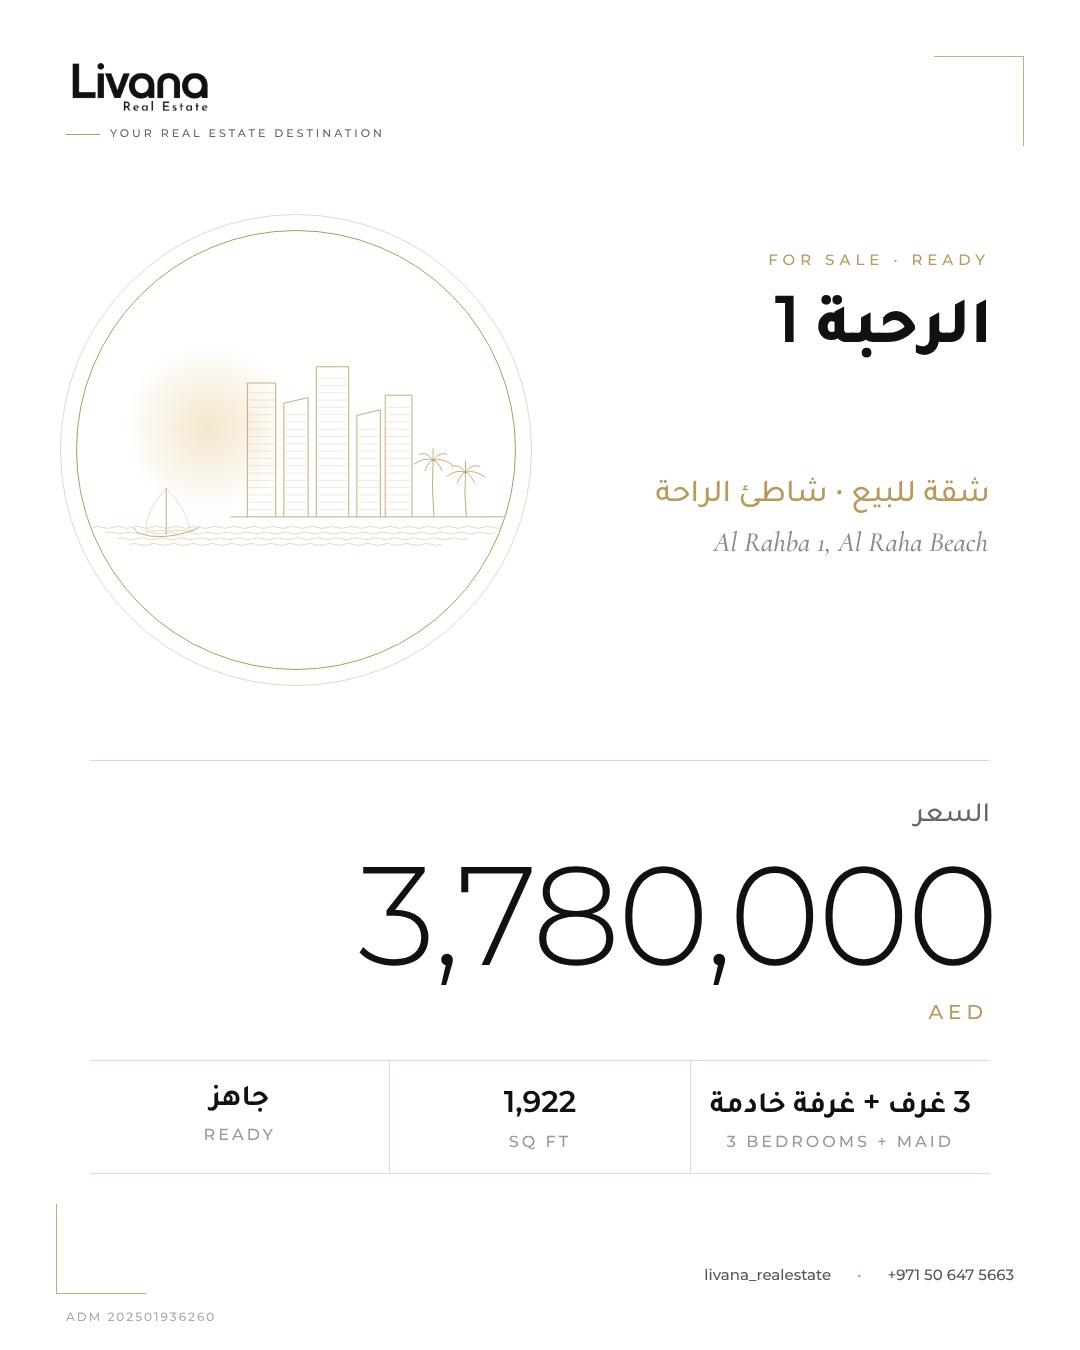 Livana
Real Estate
YOUR REAL ESTATE DESTINATION
FOR SALE · READY
الرحبة 1
شقة للبيع · شاطئ الراحة
Al Rahba 1, Al Raha Beach
السعر
3,780,000
AED
3 غرف + غرفة خادمة
3 BEDROOMS + MAID
1,922
SQ FT
جاهز
READY
livana_realestate · +971 50 647 5663
ADM 202501936260